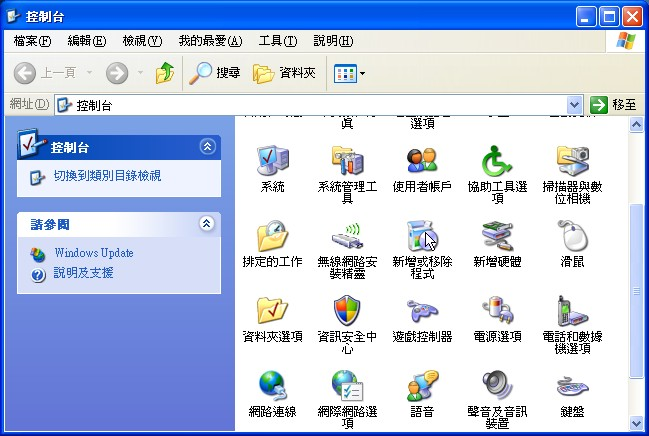 控制台
檔案(F) 編輯(E) 檢視(V) 我的最愛(A) 工具(T) 說明(H)
上一頁 搜尋 資料夾
網址(D) 控制台 移至
控制台
切換到類別目錄檢視
請參閱
Windows Update
說明及支援
員
選項
系統
系統管理工
具
使用者帳戶
協助工具選
項
掃描器與數
位相機
排定的工作
無線網路安
裝精靈
新增或移除
程式
新增硬體
滑鼠
資料夾選項
資訊安全中
心
遊戲控制器
電源選項
電話和數據
機選項
網路連線
網際網路選
項
語音
聲音及音訊
裝置
鍵盤